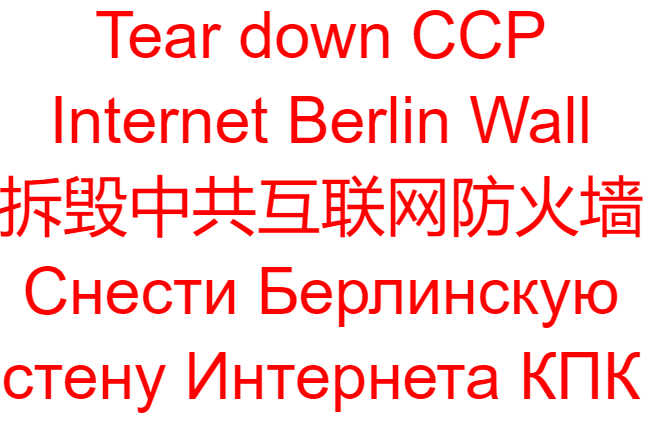 Tear down CCP
Internet Berlin Wall
拆毁中共互联网防火墙
Снести Берлинскую
стену Интернета КПК